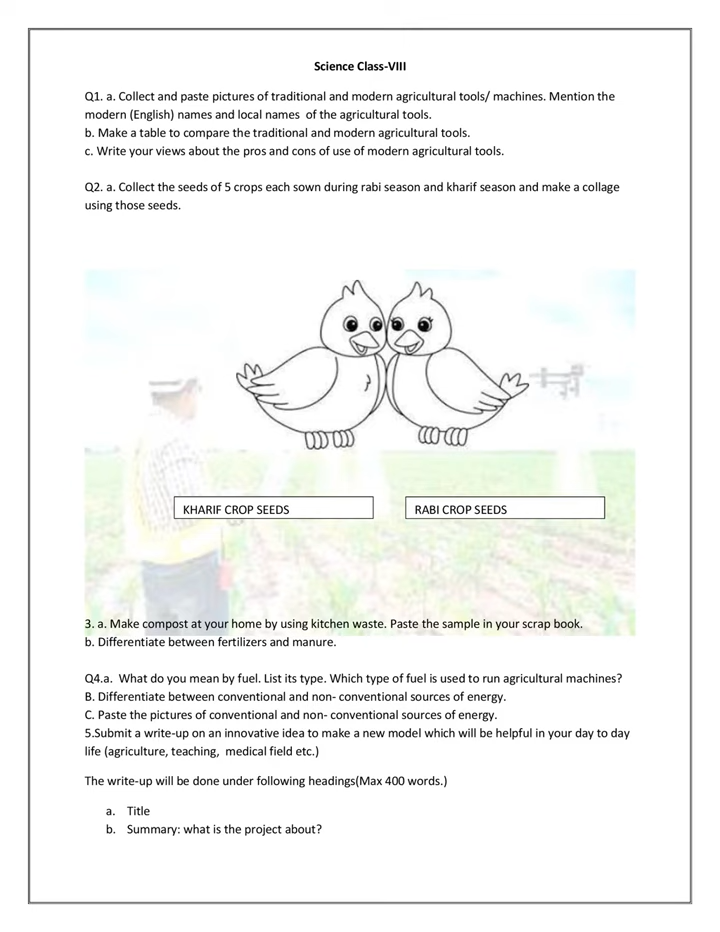 Science Class-VIII
Q1. a. Collect and paste pictures of traditional and modern agricultural tools/ machines. Mention the
modern (English) names and local names  of the agricultural tools.
b. Make a table to compare the traditional and modern agricultural tools.
c. Write your views about the pros and cons of use of modern agricultural tools.
Q2. a. Collect the seeds of 5 crops each sown during rabi season and kharif season and make a collage
using those seeds.
KHARIF CROP SEEDS
RABI CROP SEEDS
3. a. Make compost at your home by using kitchen waste. Paste the sample in your scrap book.
b. Differentiate between fertilizers and manure.
Q4.a.  What do you mean by fuel. List its type. Which type of fuel is used to run agricultural machines?
B. Differentiate between conventional and non- conventional sources of energy.
C. Paste the pictures of conventional and non- conventional sources of energy.
5.Submit a write-up on an innovative idea to make a new model which will be helpful in your day to day
life (agriculture, teaching,  medical field etc.)
The write-up will be done under following headings(Max 400 words.)
a. Title
b. Summary: what is the project about?